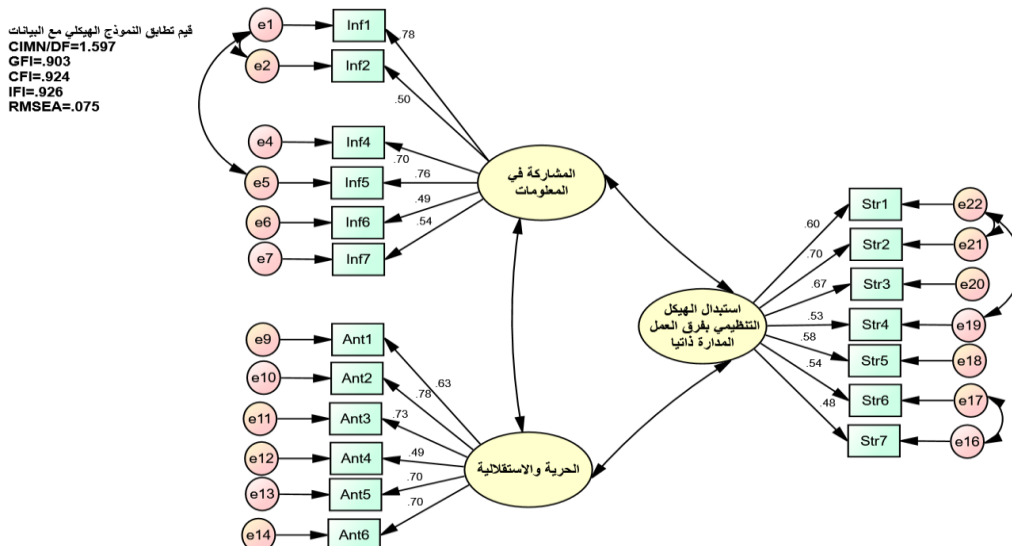 قيم تطابق النموذج الهيكلي مع البيانات
CIMN/DF=1.597
GFI=.903
CFI=.924
IFI=.926
RMSEA=.075
e1
Inf1
.78
e2
Inf2
.50
e4
Inf4
.70
e5
Inf5
.76
e6
Inf6
.49
e7
Inf7
.54
المشاركة في
المعلومات
e9
Ant1
.63
e10
Ant2
.78
e11
Ant3
.73
e12
Ant4
.49
e13
Ant5
.70
e14
Ant6
.70
الحرية والاستقلالية
استبدال الهيكل
التنظيمي بفرق العمل
المدارة ذاتيا
.60
Str1
e22
.70
Str2
e21
.67
Str3
e20
.53
Str4
e19
.58
Str5
e18
.54
Str6
e17
.48
Str7
e16